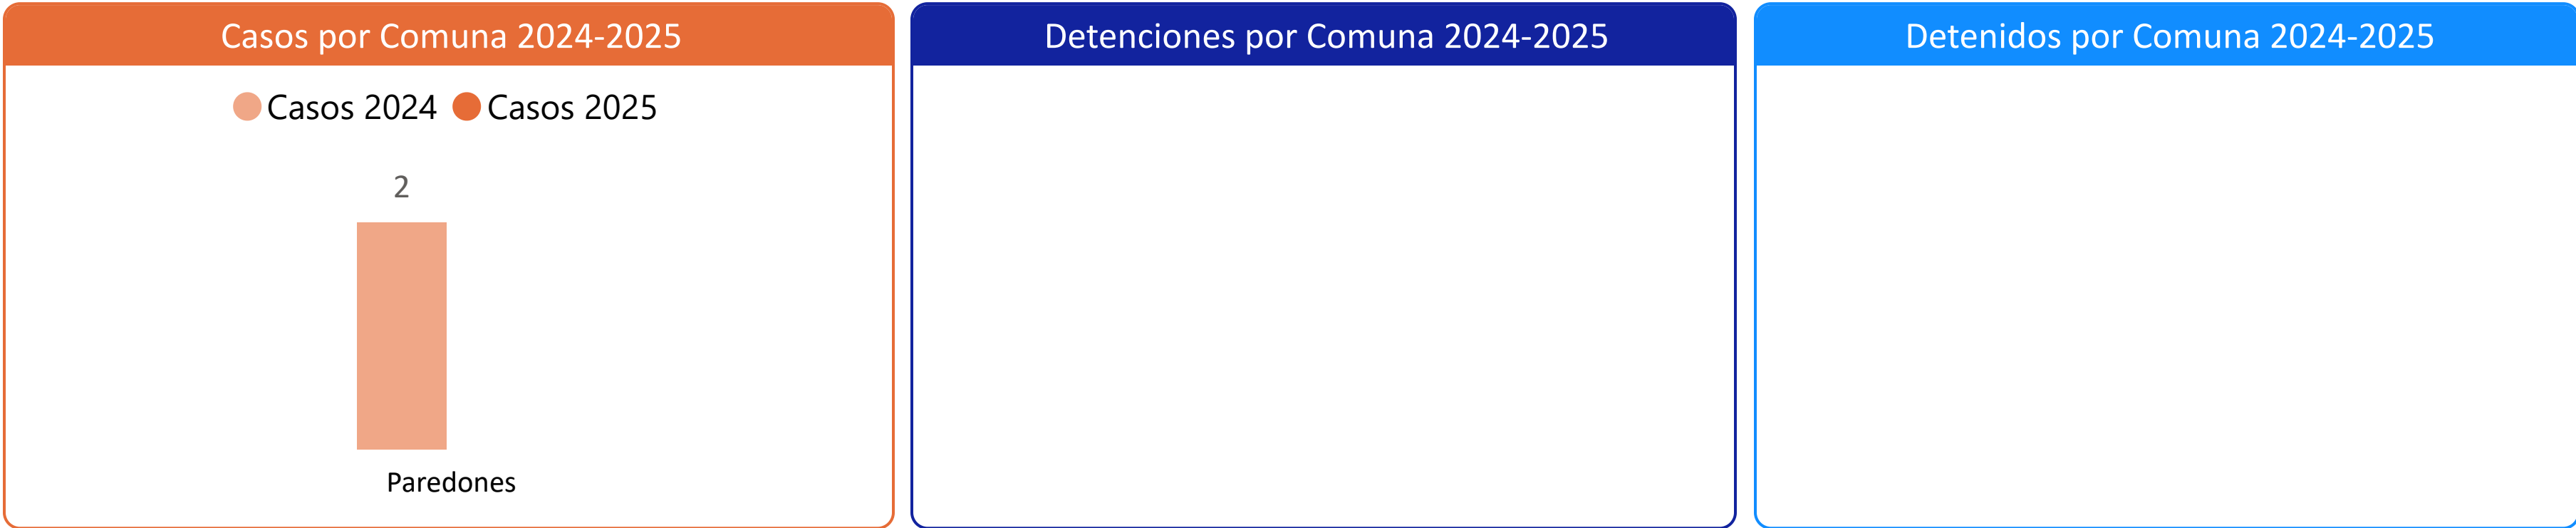 Casos por Comuna 2024-2025
Casos 2024 Casos 2025
2
Paredones
Detenciones por Comuna 2024-2025
Detenidos por Comuna 2024-2025